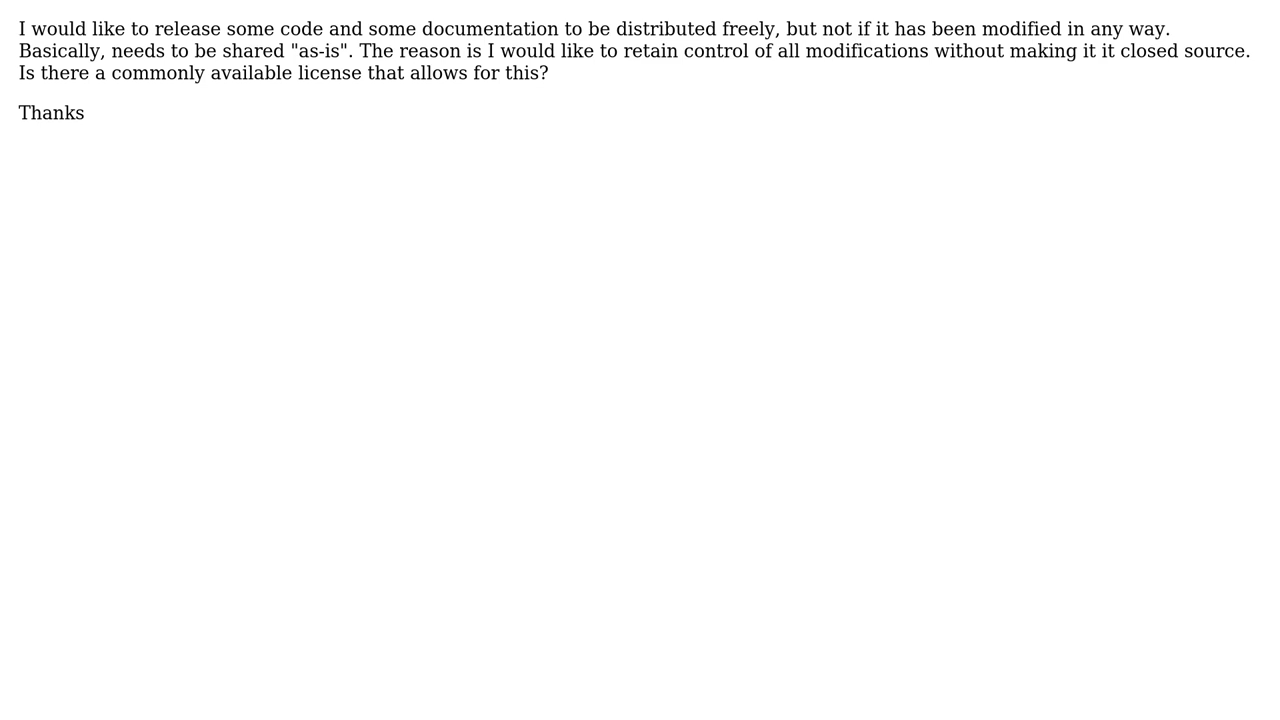 I would like to release some code and some documentation to be distributed freely, but not if it has been modified in any way.
Basically, needs to be shared "as-is". The reason is I would like to retain control of all modifications without making it it closed source.
Is there a commonly available license that allows for this?
Thanks